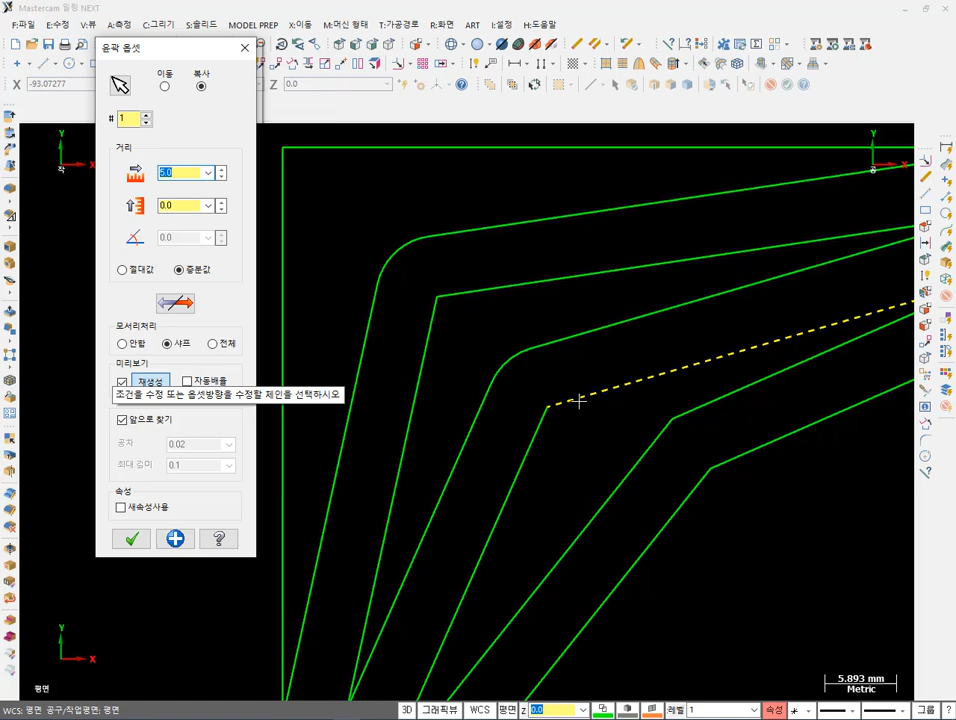 Mastercam 밀링 NEXT
F:파일 E:수정 V:뷰 A:측정 C:그리기 S:솔리드 MODEL PREP X:이동 M:머신 형태 T:가공경로 R:화면 ART I:설정 H:도움말
윤곽 옵셋
X -93.07277 Z 0.0
이동 복사
# 1
거리
5.0
0.0
0.0
절대값 증분값
모서리처리
안함 샤프 전체
미리보기
재생성 자동배율
조건을 수정 또는 옵셋방향을 수정할 체인을 선택하시오
앞으로 찾기
공차 0.02
최대 깊이 0.1
속성
새속성사용
Y X
Y X
Y X
평면
5.893 mm
Metric
WCS: 평면 공구/작업평면: 평면
3D 그래픽뷰 WCS 평면 Z 0.0 레벨 1 속성 그룹 ?